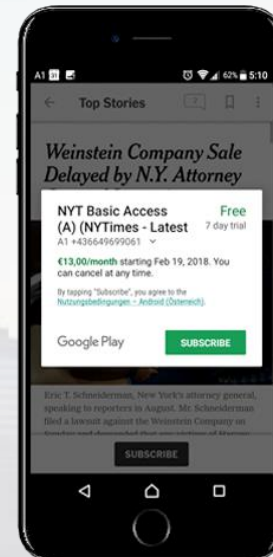 A1 31 62% 5:10
Top Stories
Weinstein Company Sale
Delayed by N.Y. Attorney
NYT Basic Access Free
(A) (NYTimes - Latest 7 day trial
A1 +436649699061
€13,00/month starting Feb 19, 2018. You
can cancel at any time.
By tapping "Subscribe", you agree to the
Nutzungsbedingungen – Android (Österreich).
Google Play SUBSCRIBE
Eric T. Schneiderman, New York's attorney general,
speaking to reporters in August. Mr. Schneiderman
filed a lawsuit against the Weinstein Company on
SUBSCRIBE